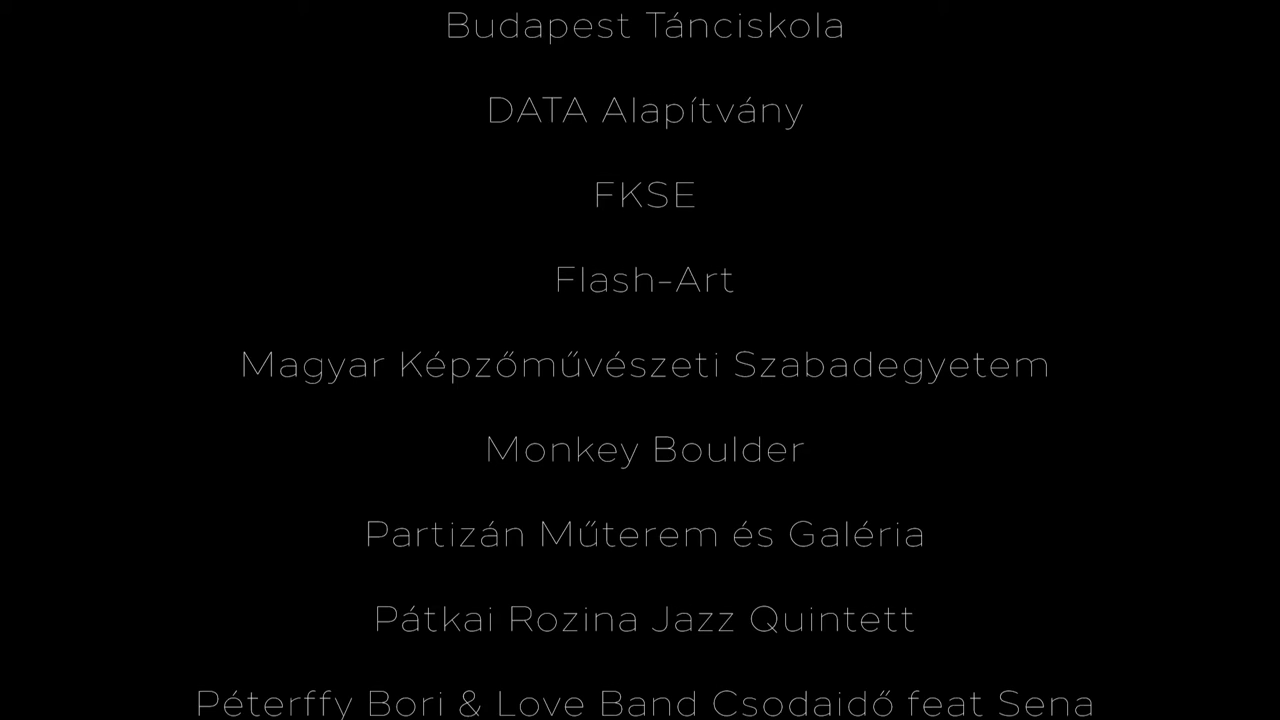 Budapest Tánciskola
DATA Alapítvány
FKSE
Flash-Art
Magyar Képzőművészeti Szabadegyetem
Monkey Boulder
Partizán Műterem és Galéria
Pátkai Rozina Jazz Quintett
Péterffy Bori & Love Band Csodaidő feat Sena